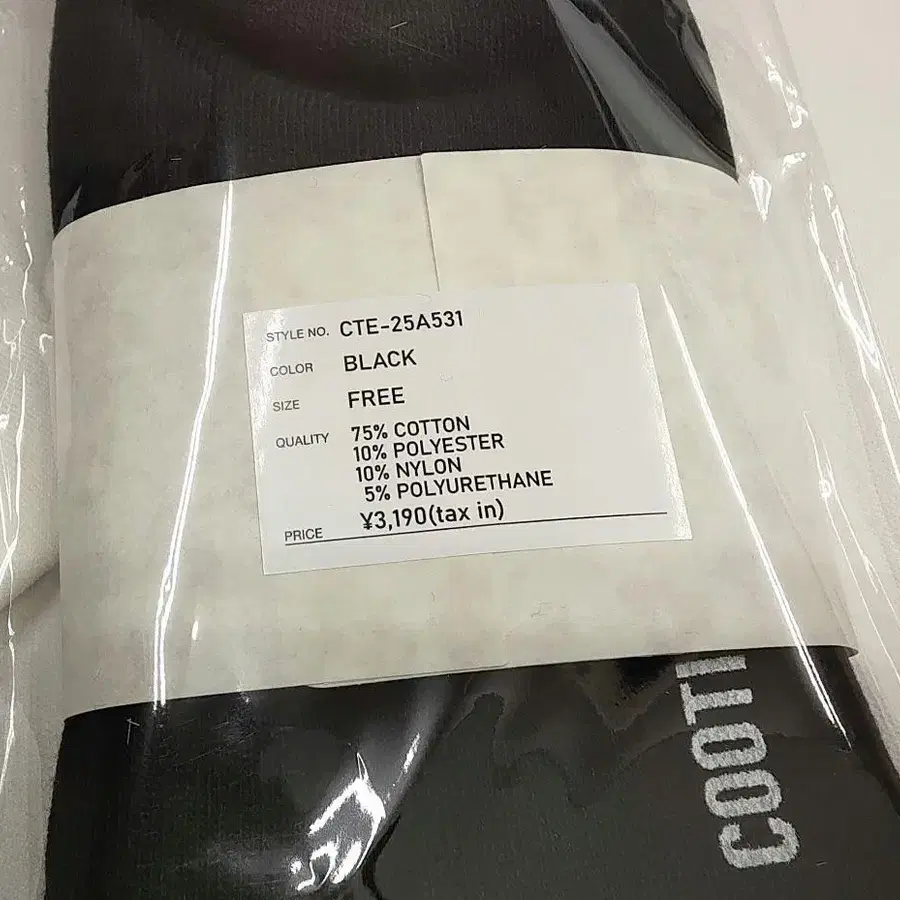 STYLE NO. CTE-25A531
COLOR BLACK
SIZE FREE
QUALITY 75% COTTON
10% POLYESTER
10% NYLON
5% POLYURETHANE
PRICE ¥3,190(tax in)
COOTI